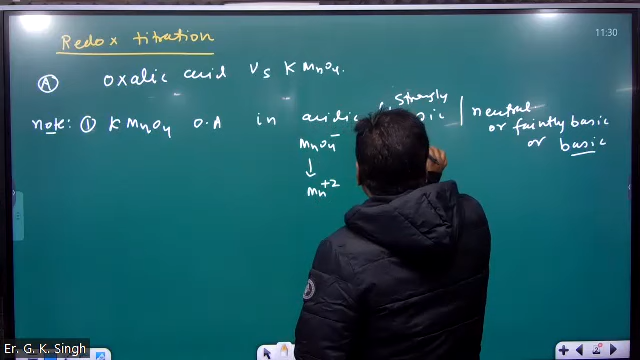 11:30
Redox titration
Ⓐ oxalic acid Vs KMnO4.
note: ① KMnO4 O.A in acidic strongly | neutral
or faintly basic
or basic
MnO4⁻
↓
Mn+2
Er. G. K. Singh